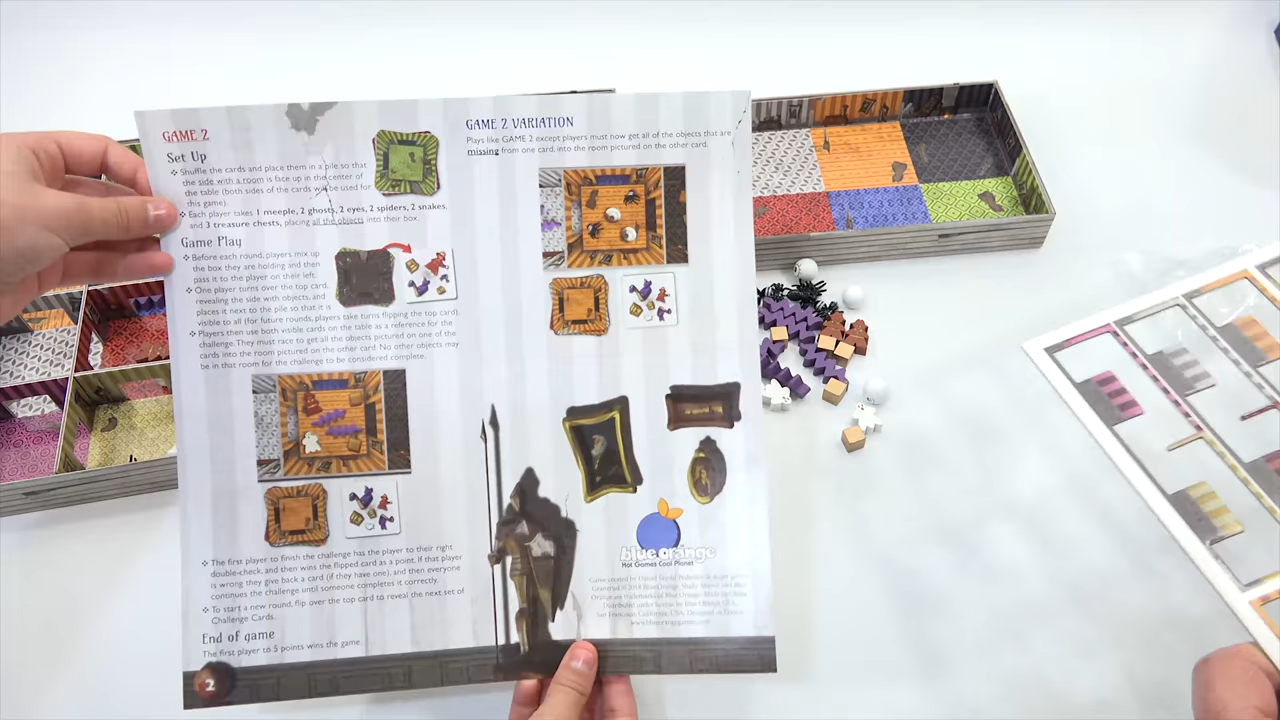 GAME 2
Set Up
❖ Shuffle the cards and place them in a pile so that
the side with a room is face up in the center of
the table (both sides of the cards will be used for
this game).
❖ Each player takes 1 meeple, 2 ghosts, 2 eyes, 2 spiders, 2 snakes,
and 3 treasure chests, placing all the objects into their box.
Game Play
❖ Before each round, players mix up
the box they are holding and then
pass it to the player on their left.
❖ One player turns over the top card,
revealing the side with objects, and
places it next to the pile so that it is
visible to all (for future rounds, players take turns flipping the top card).
❖ Players then use both visible cards on the table as a reference for the
challenge. They must race to get all the objects pictured on one of the
cards into the room pictured on the other card. No other objects may
be in that room for the challenge to be considered complete.
❖ The first player to finish the challenge has the player to their right
double-check, and then wins the flipped card as a point. If that player
is wrong they give back a card (if they have one), and then everyone
continues the challenge until someone completes it correctly.
❖ To start a new round, flip over the top card to reveal the next set of
Challenge Cards.
End of game
The first player to 5 points wins the game.
2
GAME 2 VARIATION
Plays like GAME 2 except players must now get all of the objects that are
missing from one card, into the room pictured on the other card.
blue orange
Hot Games Cool Planet
San Francisco, California, USA. Designed in France.
www.blueorangegames.com